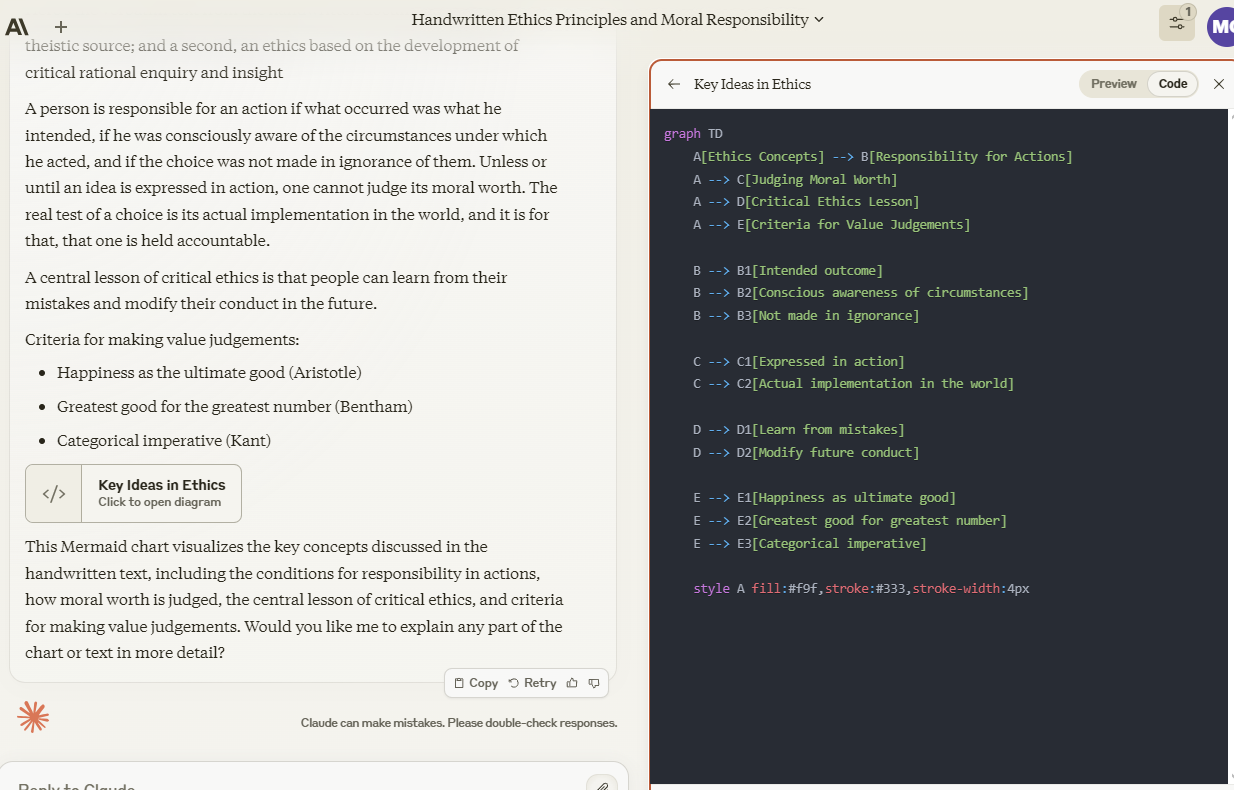 Handwritten Ethics Principles and Moral Responsibility
1
theistic source; and a second, an ethics based on the development of
critical rational enquiry and insight
A person is responsible for an action if what occurred was what he
intended, if he was consciously aware of the circumstances under which
he acted, and if the choice was not made in ignorance of them. Unless or
until an idea is expressed in action, one cannot judge its moral worth. The
real test of a choice is its actual implementation in the world, and it is for
that, that one is held accountable.
A central lesson of critical ethics is that people can learn from their
mistakes and modify their conduct in the future.
Criteria for making value judgements:
• Happiness as the ultimate good (Aristotle)
• Greatest good for the greatest number (Bentham)
• Categorical imperative (Kant)
</> Key Ideas in Ethics
Click to open diagram
This Mermaid chart visualizes the key concepts discussed in the
handwritten text, including the conditions for responsibility in actions,
how moral worth is judged, the central lesson of critical ethics, and criteria
for making value judgements. Would you like me to explain any part of the
chart or text in more detail?
Copy Retry
Claude can make mistakes. Please double-check responses.
Reply to Claude
Key Ideas in Ethics
Preview Code
graph TD
A[Ethics Concepts] --> B[Responsibility for Actions]
A --> C[Judging Moral Worth]
A --> D[Critical Ethics Lesson]
A --> E[Criteria for Value Judgements]
B --> B1[Intended outcome]
B --> B2[Conscious awareness of circumstances]
B --> B3[Not made in ignorance]
C --> C1[Expressed in action]
C --> C2[Actual implementation in the world]
D --> D1[Learn from mistakes]
D --> D2[Modify future conduct]
E --> E1[Happiness as ultimate good]
E --> E2[Greatest good for greatest number]
E --> E3[Categorical imperative]
style A fill:#f9f,stroke:#333,stroke-width:4px